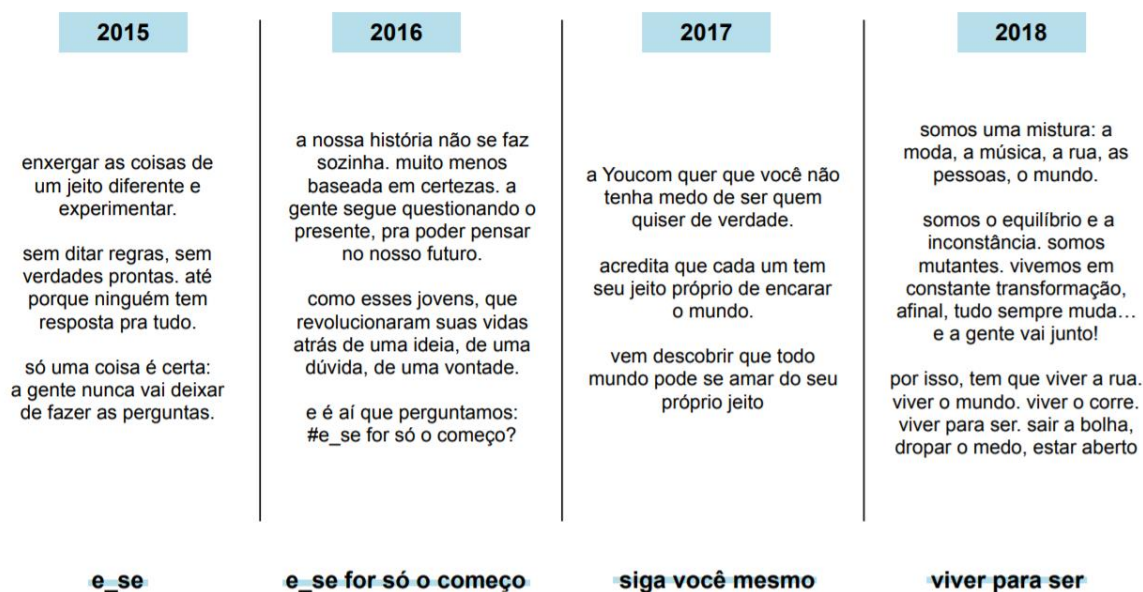 2015
enxergar as coisas de
um jeito diferente e
experimentar.
sem ditar regras, sem
verdades prontas. até
porque ninguém tem
resposta pra tudo.
só uma coisa é certa:
a gente nunca vai deixar
de fazer as perguntas.
e_se
2016
a nossa história não se faz
sozinha. muito menos
baseada em certezas. a
gente segue questionando o
presente, pra poder pensar
no nosso futuro.
como esses jovens, que
revolucionaram suas vidas
atrás de uma ideia, de uma
dúvida, de uma vontade.
e é aí que perguntamos:
#e_se for só o começo?
e_se for só o começo
2017
a Youcom quer que você não
tenha medo de ser quem
quiser de verdade.
acredita que cada um tem
seu jeito próprio de encarar
o mundo.
vem descobrir que todo
mundo pode se amar do seu
próprio jeito
siga você mesmo
2018
somos uma mistura: a
moda, a música, a rua, as
pessoas, o mundo.
somos o equilíbrio e a
inconstância. somos
mutantes. vivemos em
constante transformação,
afinal, tudo sempre muda…
e a gente vai junto!
por isso, tem que viver a rua.
viver o mundo. viver o corre.
viver para ser. sair a bolha,
dropar o medo, estar aberto
viver para ser